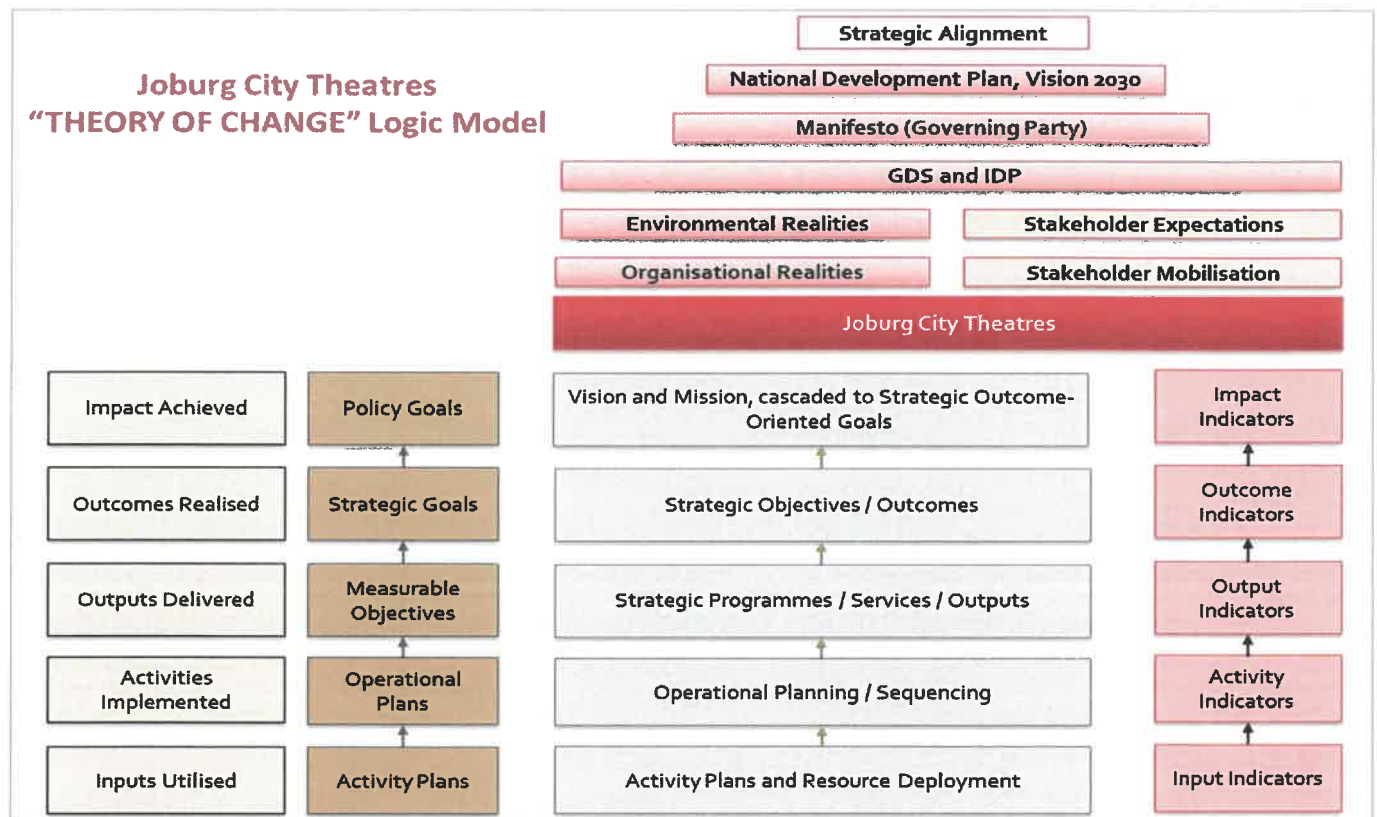 Joburg City Theatres
“THEORY OF CHANGE” Logic Model
Strategic Alignment
National Development Plan, Vision 2030
Manifesto (Governing Party)
GDS and IDP
Environmental Realities
Stakeholder Expectations
Organisational Realities
Stakeholder Mobilisation
Joburg City Theatres
Impact Achieved
Policy Goals
Vision and Mission, cascaded to Strategic Outcome-
Oriented Goals
Impact
Indicators
Outcomes Realised
Strategic Goals
Strategic Objectives / Outcomes
Outcome
Indicators
Outputs Delivered
Measurable
Objectives
Strategic Programmes / Services / Outputs
Output
Indicators
Activities
Implemented
Operational
Plans
Operational Planning / Sequencing
Activity
Indicators
Inputs Utilised
Activity Plans
Activity Plans and Resource Deployment
Input Indicators